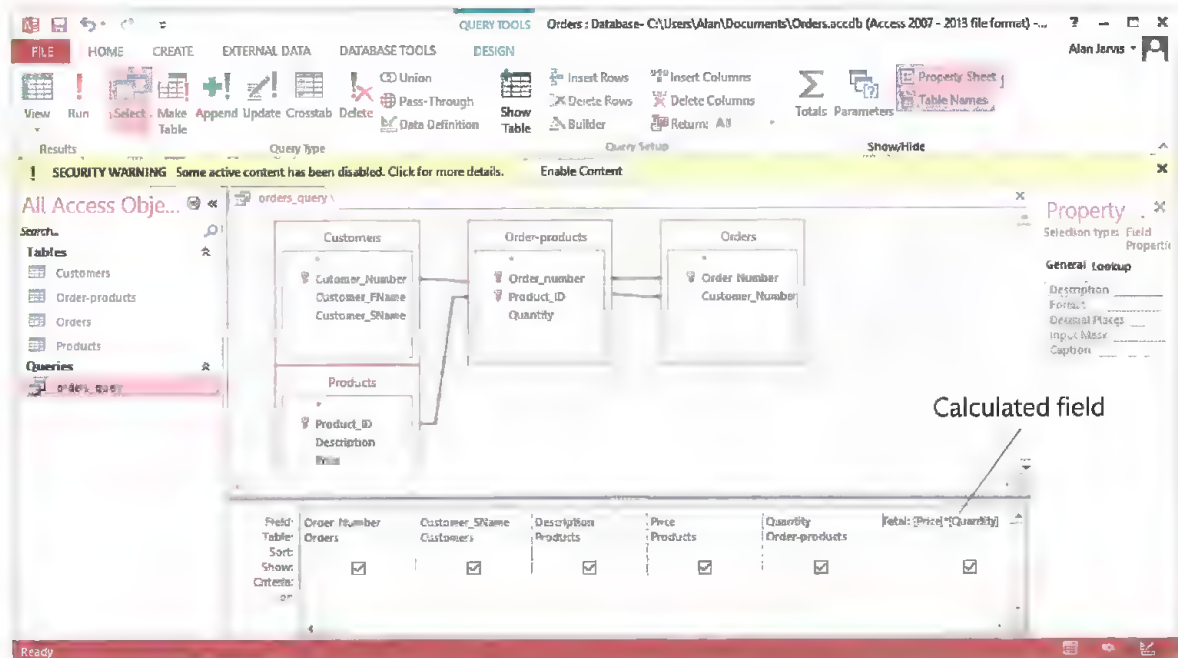 QUERY TOOLS Orders : Database- C:\Users\Alan\Documents\Orders.accdb (Access 2007 - 2013 file format) -... ?
FILE HOME CREATE EXTERNAL DATA DATABASE TOOLS DESIGN Alan Jarvis
View Run Select Make Table Append Update Crosstab Delete
Union
Pass-Through
Data Definition
Show Table
Insert Rows
Delete Rows
Builder
Insert Columns
Delete Columns
Return: All
Totals Parameters
Property Sheet
Table Names
Results Query Type Query Setup Show/Hide
! SECURITY WARNING Some active content has been disabled. Click for more details. Enable Content
All Access Obje... «
Search...
Tables
Customers
Order-products
Orders
Products
Queries
orders_query
orders_query
Customers
Cutomer_Number
Customer_FName
Customer_SName
Order-products
*
Order_number
Product_ID
Quantity
Orders
*
Order Number
Customer_Number
Products
*
Product_ID
Description
Price
Property
Selection type: Field
Properti
General Lookup
Description
Format
Decimal Places
Input Mask
Caption
Calculated field
Field: Order Number Customer_SName Description Price Quantity Total: [Price]*[Quantity]
Table: Orders Customers Products Products Order-products
Sort:
Show:
Criteria:
or
Ready